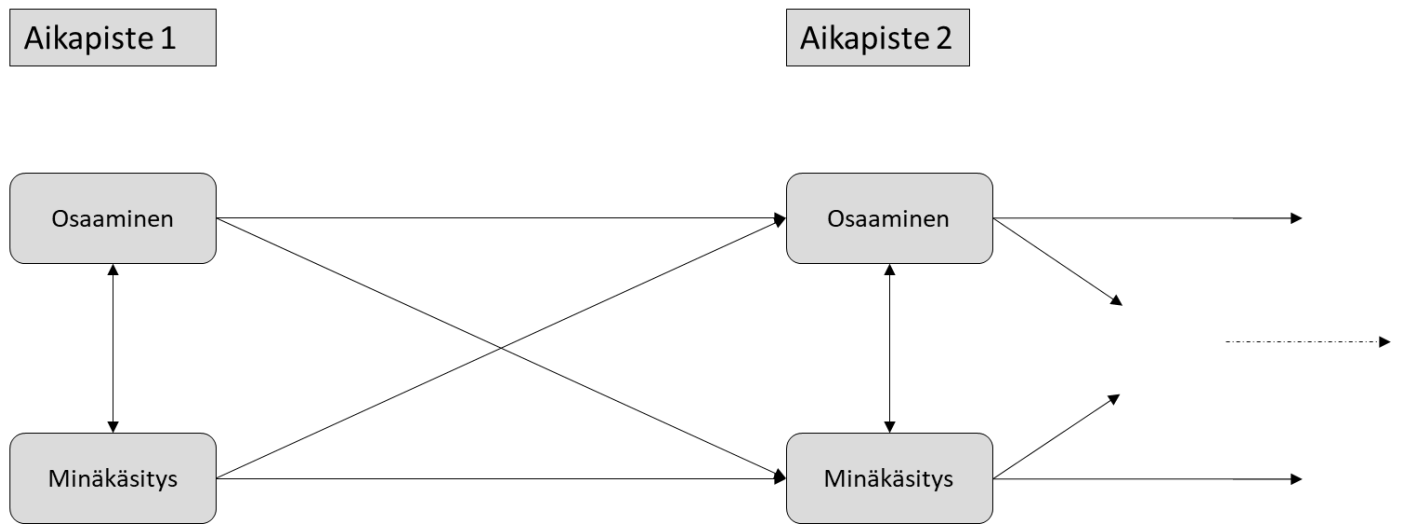 Aikapiste 1
Aikapiste 2
Osaaminen
Osaaminen
Minäkäsitys
Minäkäsitys